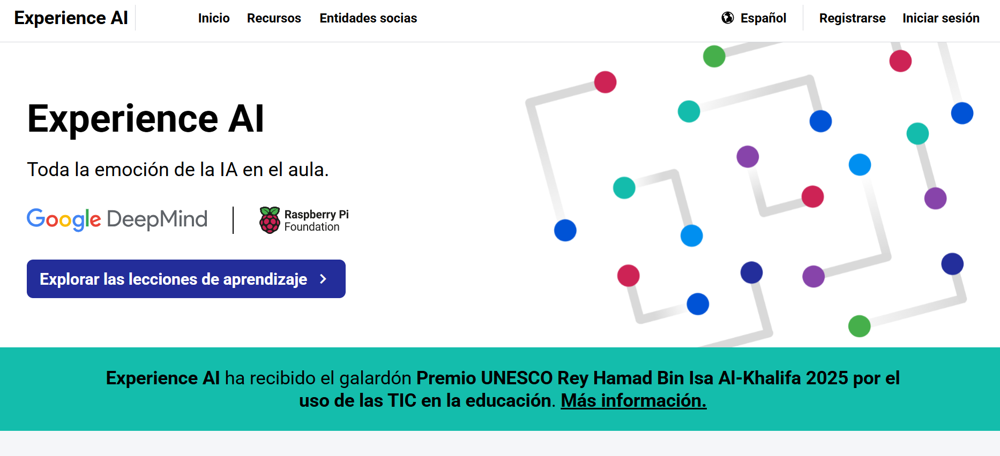 Experience AI
Inicio Recursos Entidades socias
Español Registrarse Iniciar sesión
Experience AI
Toda la emoción de la IA en el aula.
Google DeepMind
Raspberry Pi
Foundation
Explorar las lecciones de aprendizaje
Experience AI ha recibido el galardón Premio UNESCO Rey Hamad Bin Isa Al-Khalifa 2025 por el
uso de las TIC en la educación. Más información.